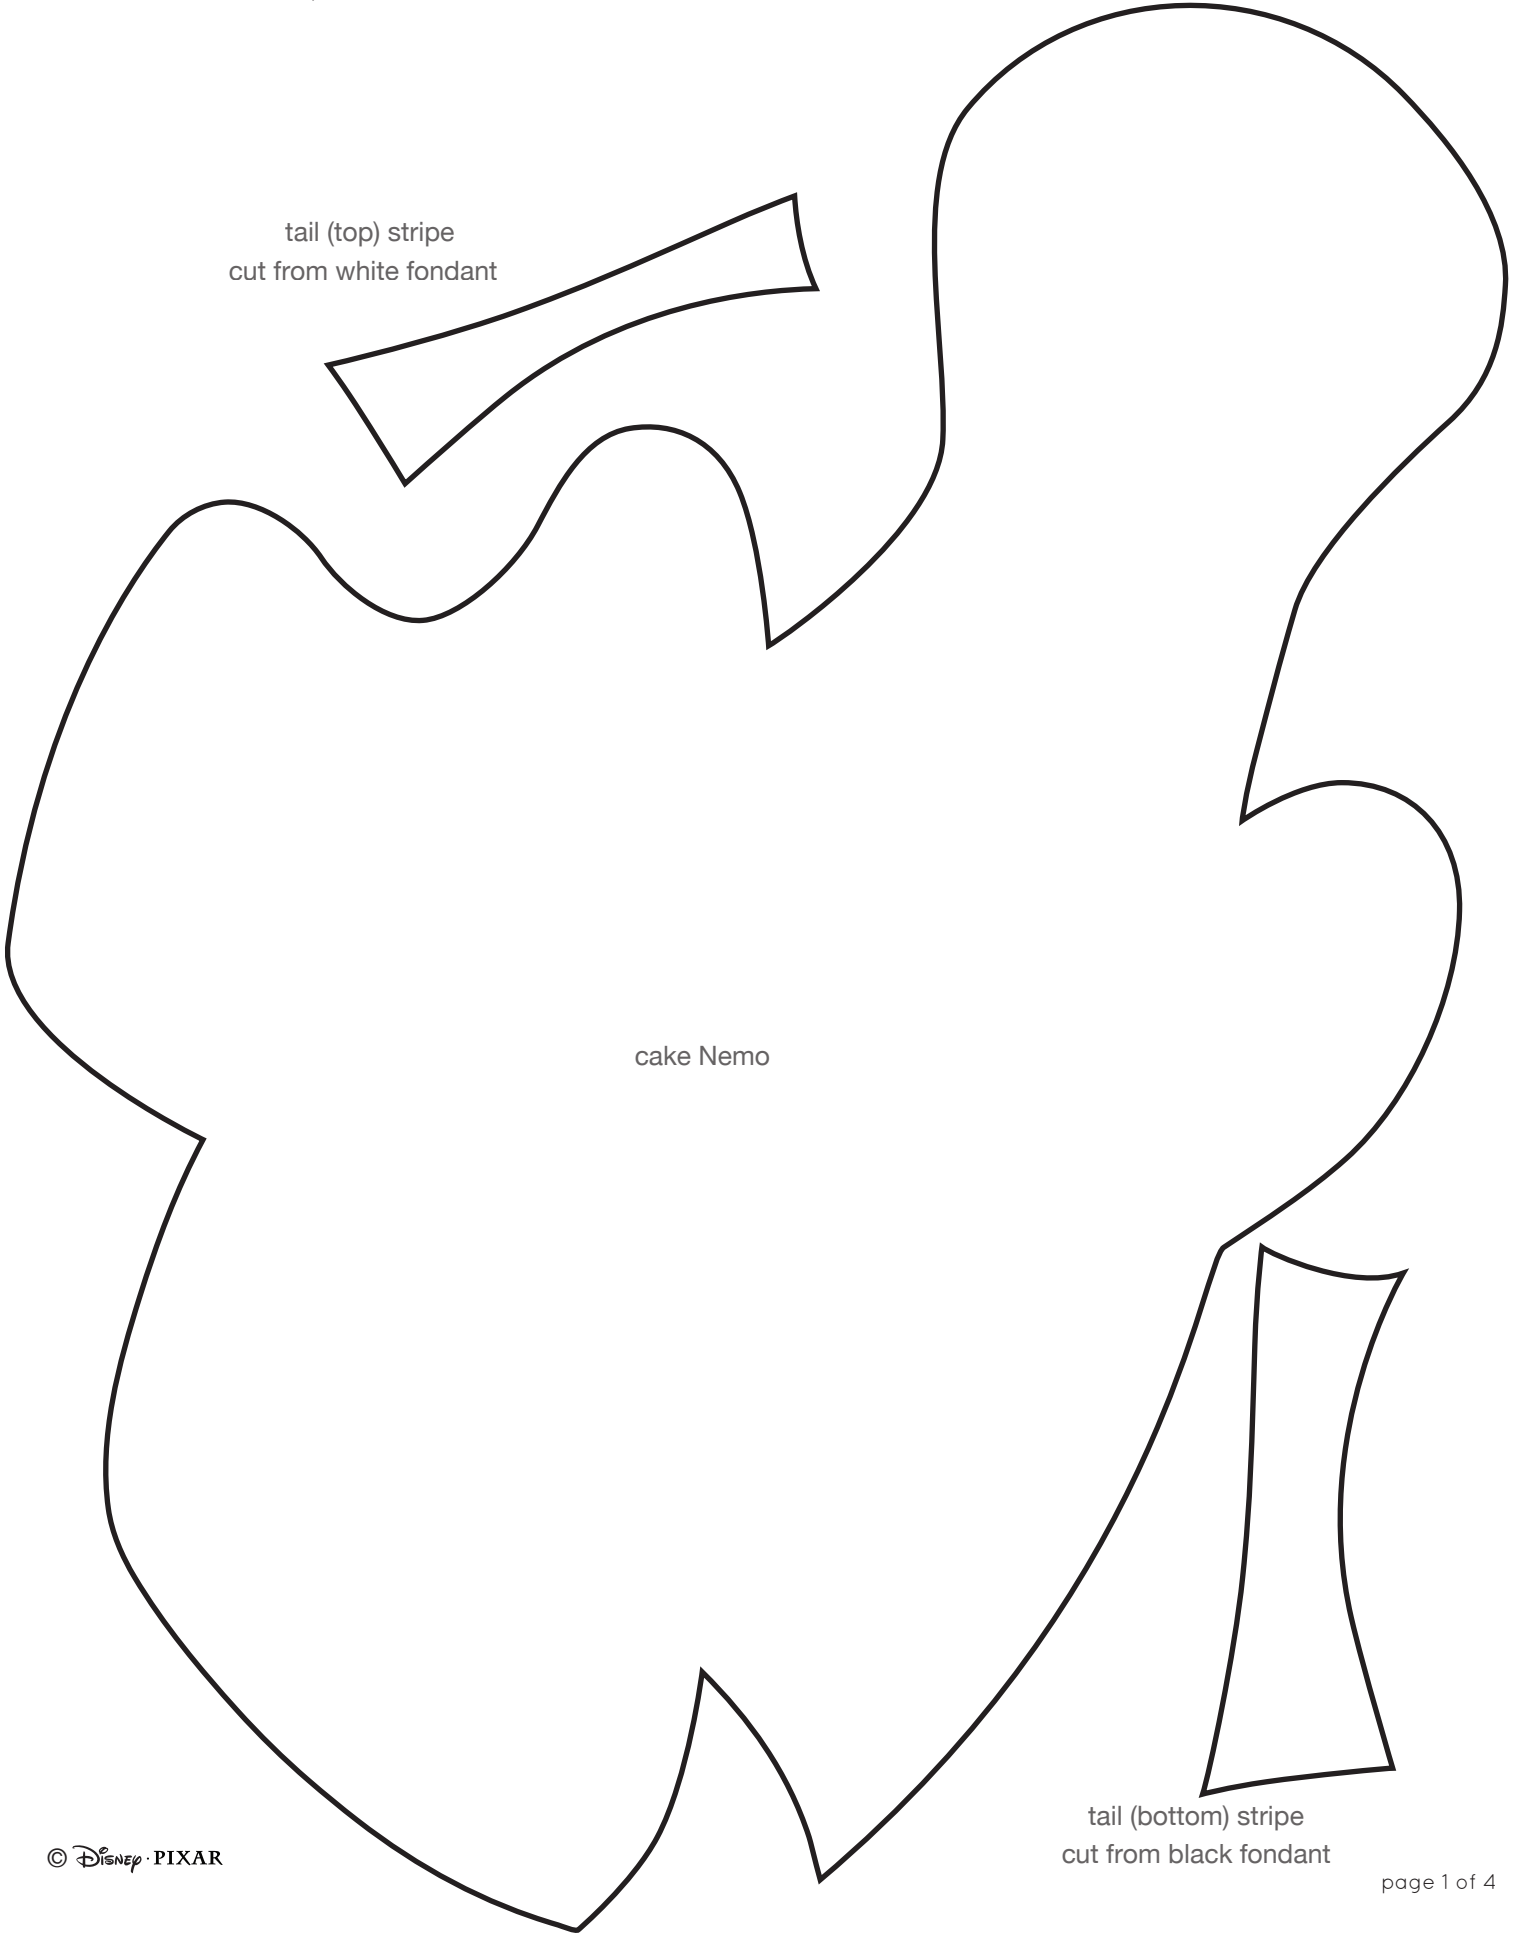 tail (top) stripe
cut from white fondant
cake Nemo
tail (bottom) stripe
cut from black fondant
© Disney · PIXAR
page 1 of 4